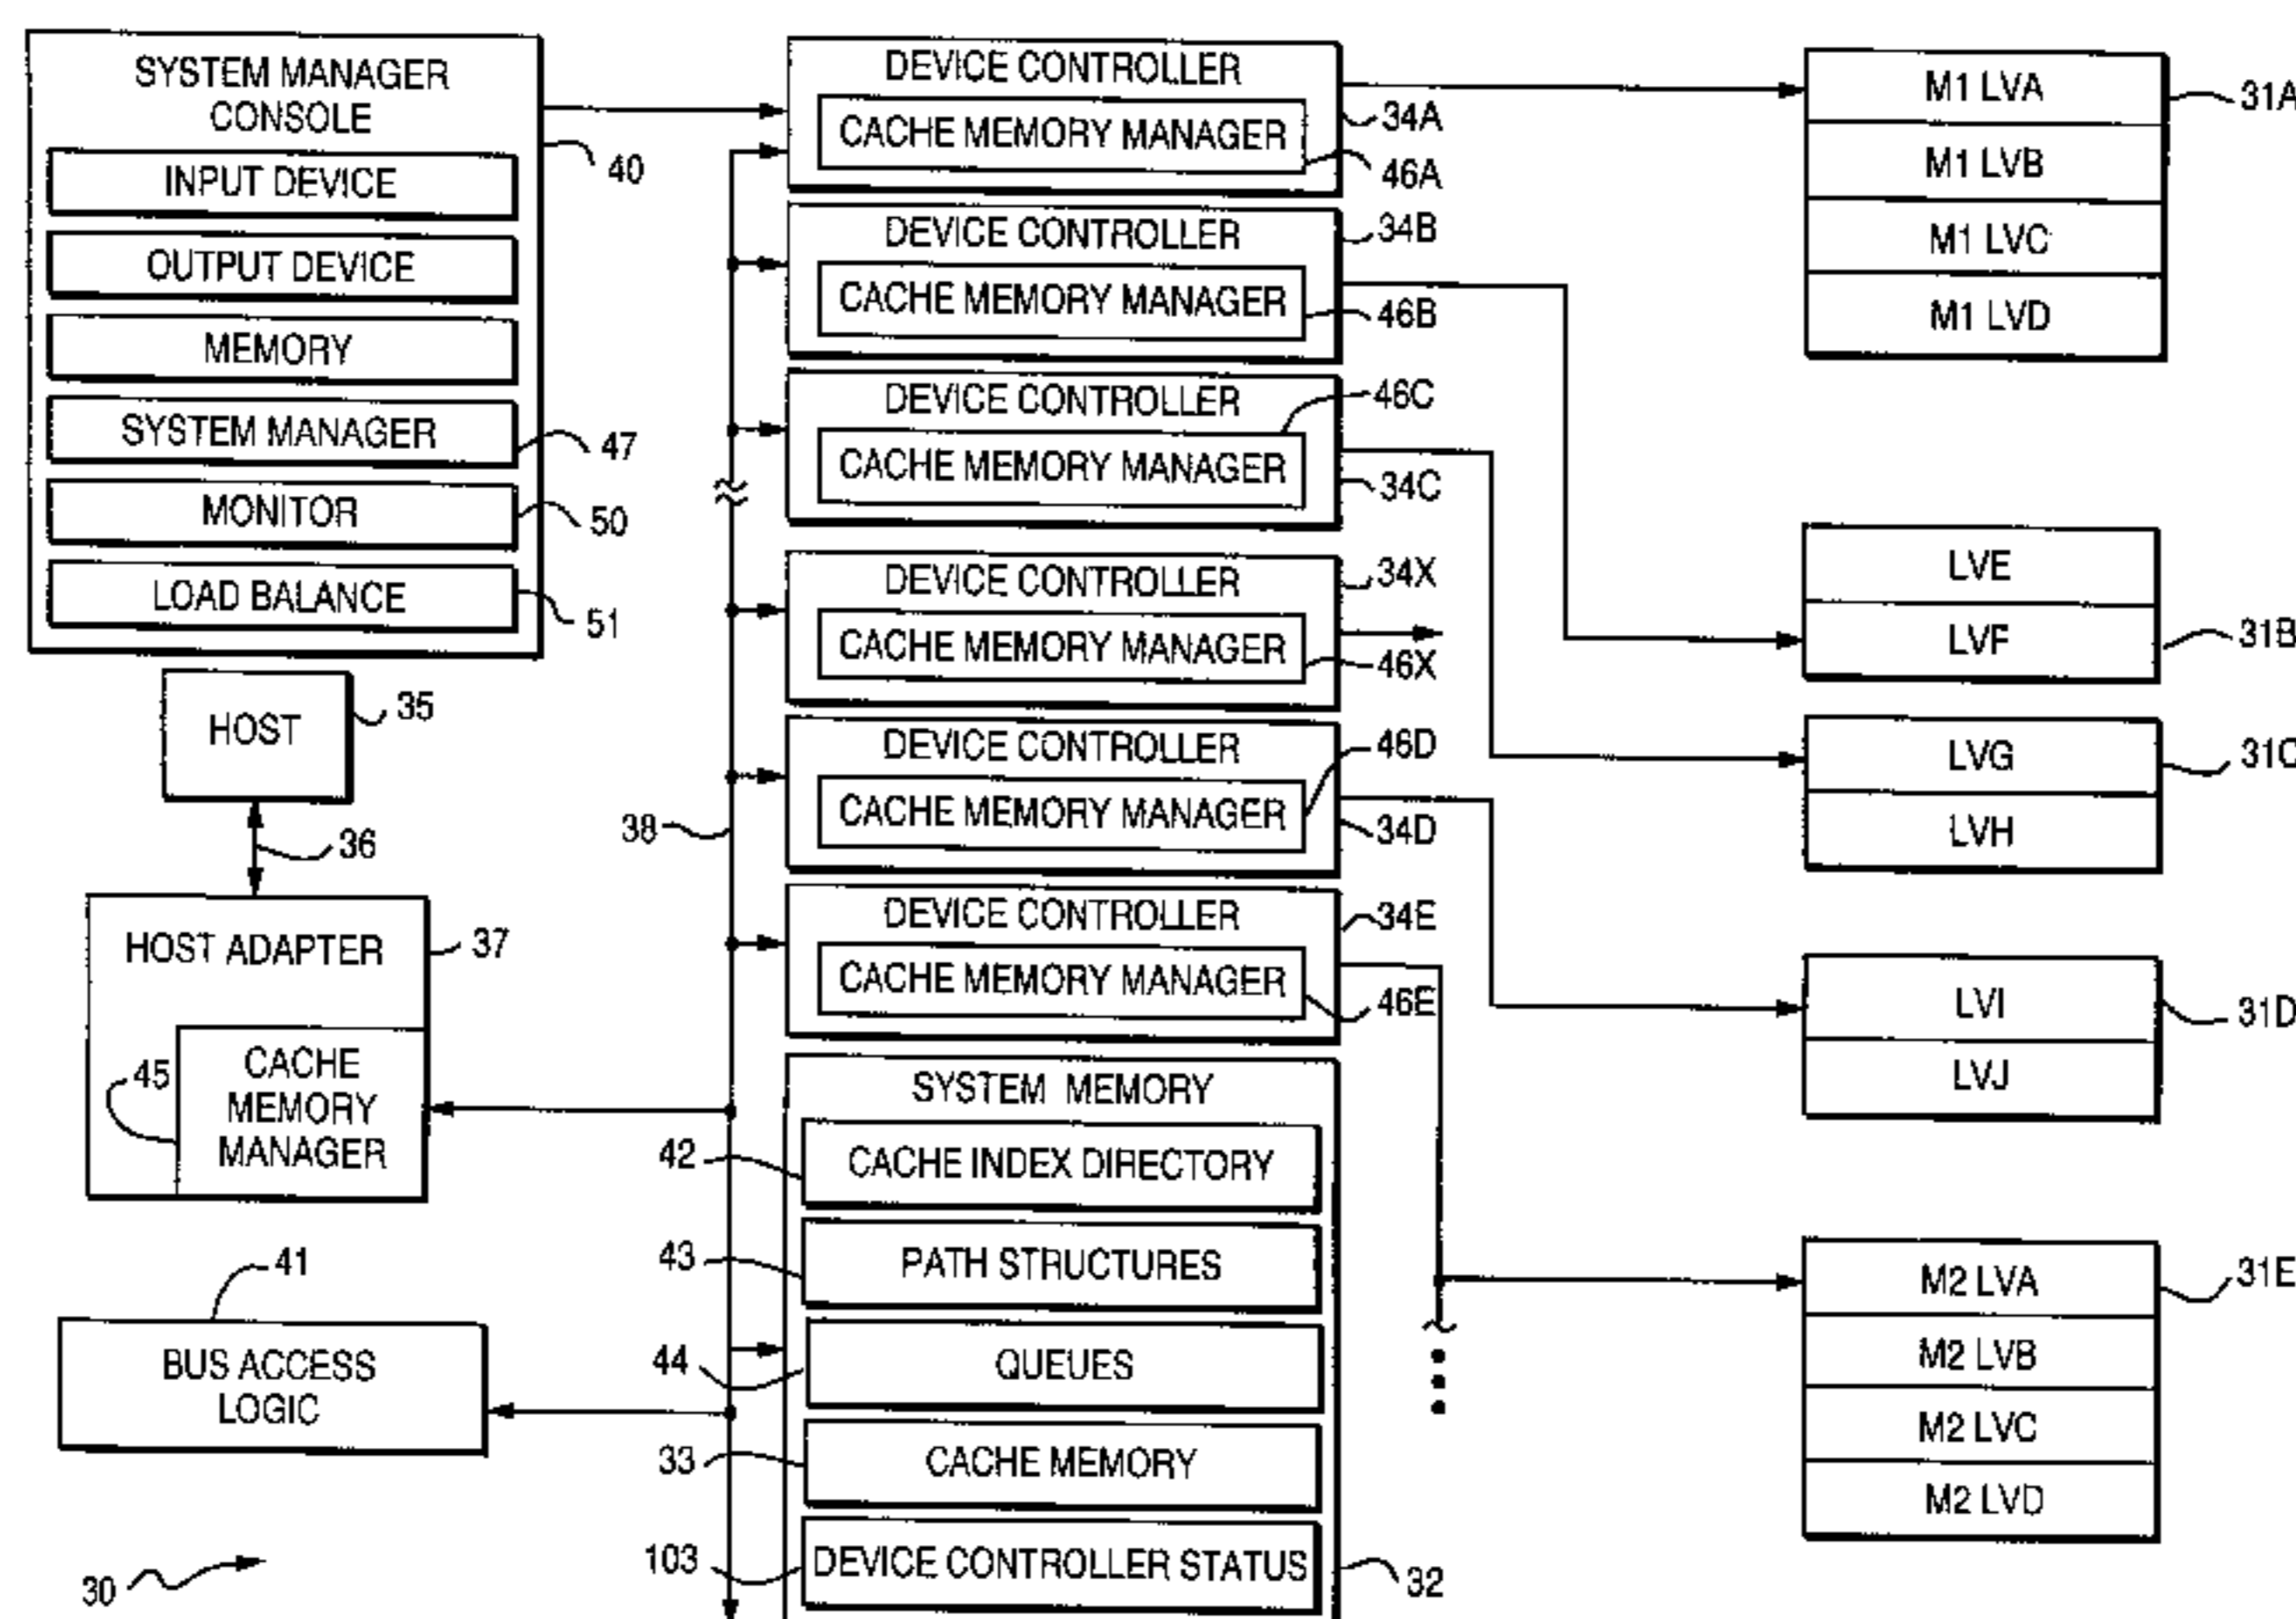 SYSTEM MANAGER
CONSOLE
INPUT DEVICE
OUTPUT DEVICE
MEMORY
SYSTEM MANAGER
MONITOR
LOAD BALANCE
40
47
50
51
HOST
35
36
HOST ADAPTER
37
CACHE
MEMORY
MANAGER
45
41
BUS ACCESS
LOGIC
30
38
DEVICE CONTROLLER
CACHE MEMORY MANAGER
34A
46A
DEVICE CONTROLLER
CACHE MEMORY MANAGER
34B
46B
DEVICE CONTROLLER
CACHE MEMORY MANAGER
46C
34C
DEVICE CONTROLLER
CACHE MEMORY MANAGER
34X
46X
DEVICE CONTROLLER
CACHE MEMORY MANAGER
46D
34D
DEVICE CONTROLLER
CACHE MEMORY MANAGER
34E
46E
SYSTEM MEMORY
42
CACHE INDEX DIRECTORY
43
PATH STRUCTURES
44
QUEUES
33
CACHE MEMORY
103
DEVICE CONTROLLER STATUS
32
M1 LVA
M1 LVB
M1 LVC
M1 LVD
31A
LVE
LVF
31B
LVG
LVH
31C
LVI
LVJ
31D
M2 LVA
M2 LVB
M2 LVC
M2 LVD
31E